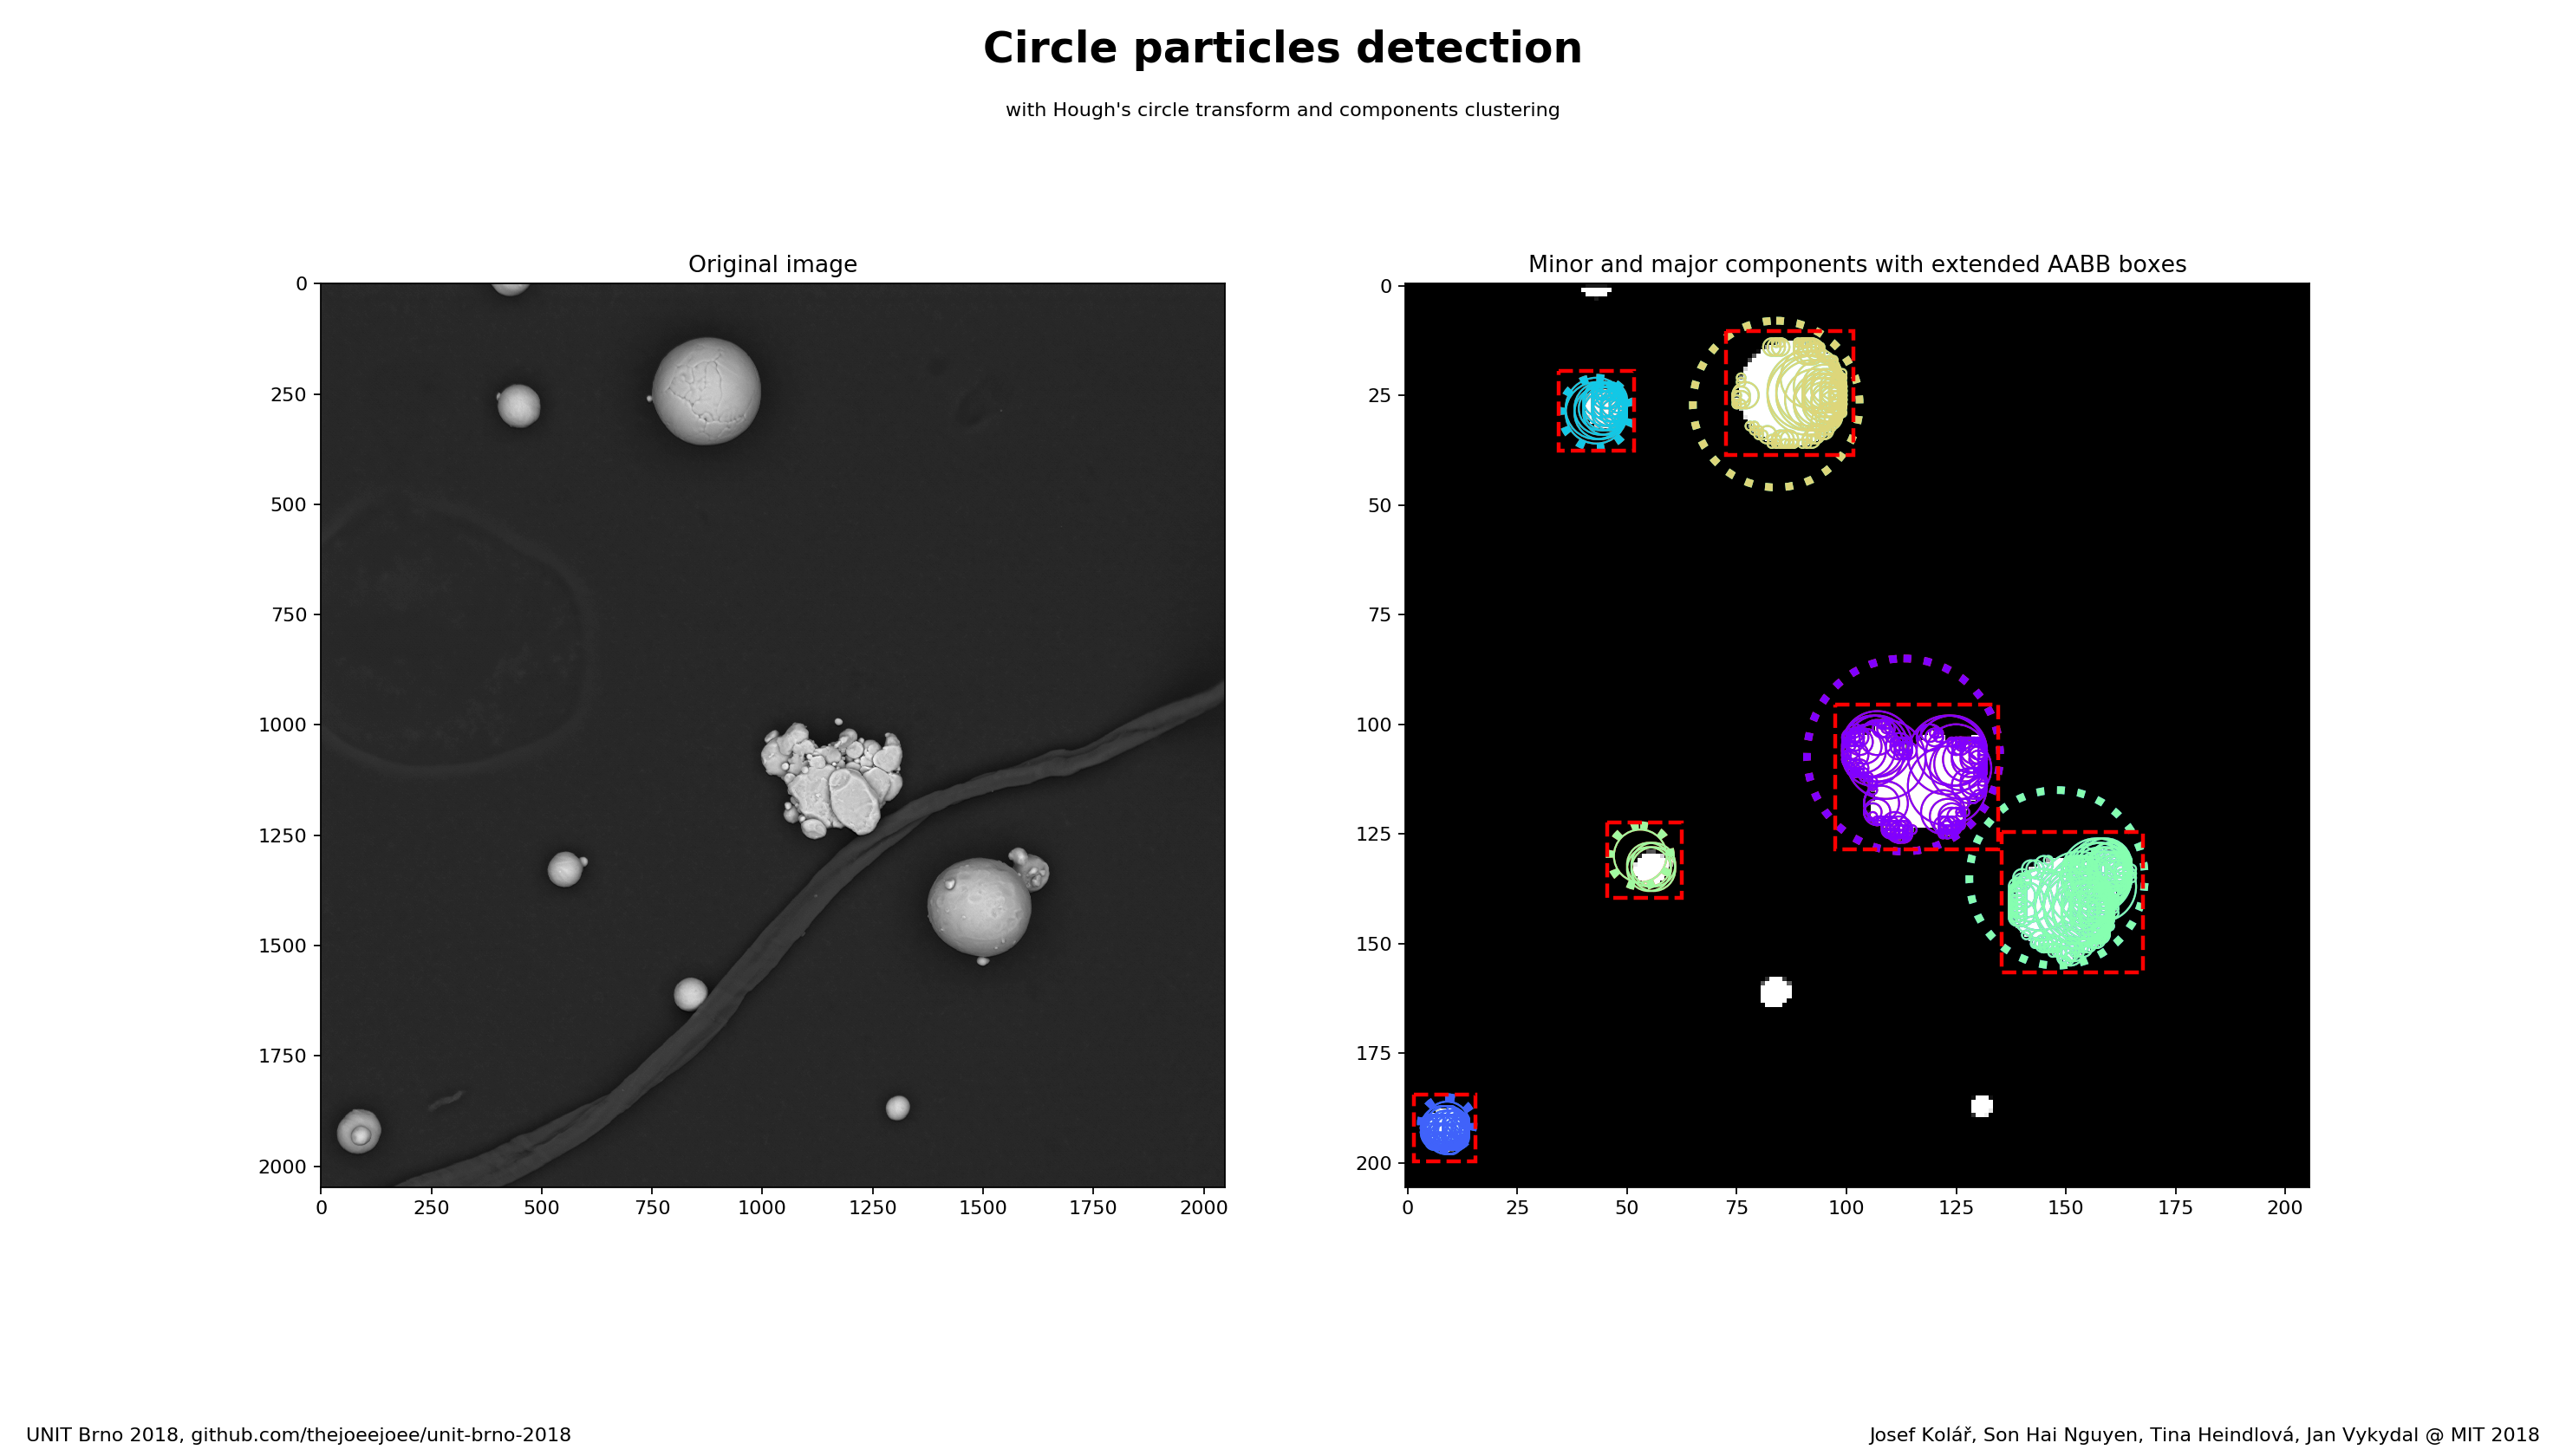 Circle particles detection
with Hough's circle transform and components clustering
Original image
0
250
500
750
1000
1250
1500
1750
2000
0 250 500 750 1000 1250 1500 1750 2000
Minor and major components with extended AABB boxes
0
25
50
75
100
125
150
175
200
0 25 50 75 100 125 150 175 200
UNIT Brno 2018, github.com/thejoeejoee/unit-brno-2018
Josef Kolář, Son Hai Nguyen, Tina Heindlová, Jan Vykydal @ MIT 2018